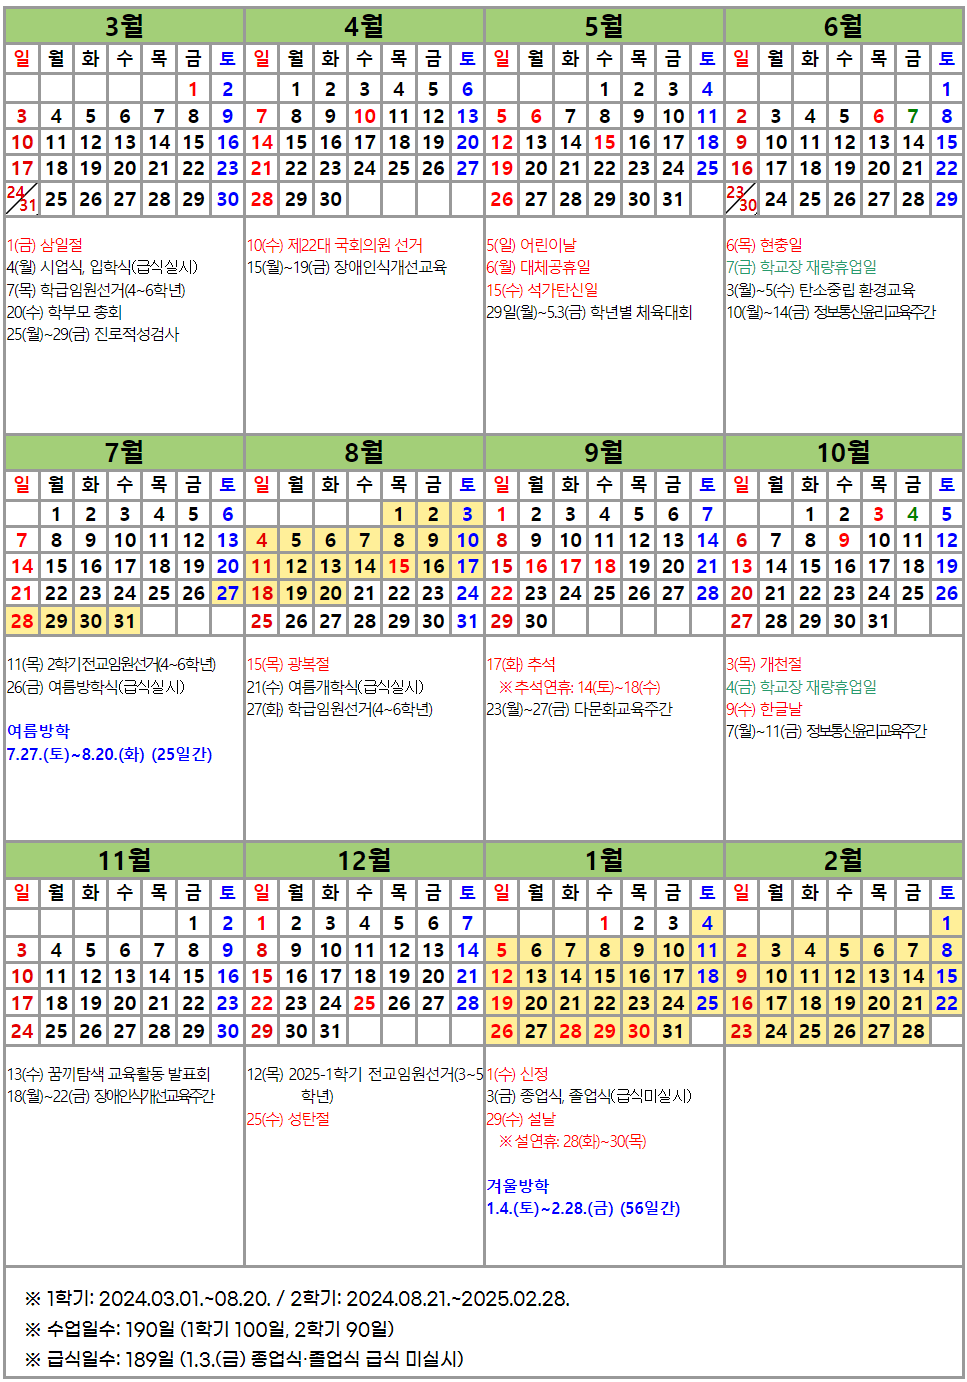 3월 4월 5월 6월
일 월 화 수 목 금 토 일 월 화 수 목 금 토 일 월 화 수 목 금 토 일 월 화 수 목 금 토
1 2 1 2 3 4 5 6 1 2 3 4 1
3 4 5 6 7 8 9 7 8 9 10 11 12 13 5 6 7 8 9 10 11 2 3 4 5 6 7 8
10 11 12 13 14 15 16 14 15 16 17 18 19 20 12 13 14 15 16 17 18 9 10 11 12 13 14 15
17 18 19 20 21 22 23 21 22 23 24 25 26 27 19 20 21 22 23 24 25 16 17 18 19 20 21 22
24/31 25 26 27 28 29 30 28 29 30 26 27 28 29 30 31 23/30 24 25 26 27 28 29
1(금) 삼일절
4(월) 시업식, 입학식(급식실시)
7(목) 학급임원선거(4~6학년)
20(수) 학부모 총회
25(월)~29(금) 진로적성검사
10(수) 제22대 국회의원 선거
15(월)~19(금) 장애인식개선교육
5(일) 어린이날
6(월) 대체공휴일
15(수) 석가탄신일
29일(월)~5.3(금) 학년별 체육대회
6(목) 현충일
7(금) 학교장 재량휴업일
3(월)~5(수) 탄소중립 환경교육
10(월)~14(금) 정보통신윤리교육주간
7월 8월 9월 10월
일 월 화 수 목 금 토 일 월 화 수 목 금 토 일 월 화 수 목 금 토 일 월 화 수 목 금 토
1 2 3 4 5 6 1 2 3 1 2 3 4 5 6 7 1 2 3 4 5
7 8 9 10 11 12 13 4 5 6 7 8 9 10 8 9 10 11 12 13 14 6 7 8 9 10 11 12
14 15 16 17 18 19 20 11 12 13 14 15 16 17 15 16 17 18 19 20 21 13 14 15 16 17 18 19
21 22 23 24 25 26 27 18 19 20 21 22 23 24 22 23 24 25 26 27 28 20 21 22 23 24 25 26
28 29 30 31 25 26 27 28 29 30 31 29 30 27 28 29 30 31
11(목) 2학기 전교임원선거(4~6학년)
26(금) 여름방학식(급식실시)
여름방학
7.27.(토)~8.20.(화) (25일간)
15(목) 광복절
21(수) 여름개학식(급식실시)
27(화) 학급임원선거(4~6학년)
17(화) 추석
※ 추석연휴: 14(토)~18(수)
23(월)~27(금) 다문화교육주간
3(목) 개천절
4(금) 학교장 재량휴업일
9(수) 한글날
7(월)~11(금) 정보통신윤리교육주간
11월 12월 1월 2월
일 월 화 수 목 금 토 일 월 화 수 목 금 토 일 월 화 수 목 금 토 일 월 화 수 목 금 토
1 2 1 2 3 4 5 6 7 1 2 3 4 1
3 4 5 6 7 8 9 8 9 10 11 12 13 14 5 6 7 8 9 10 11 2 3 4 5 6 7 8
10 11 12 13 14 15 16 15 16 17 18 19 20 21 12 13 14 15 16 17 18 9 10 11 12 13 14 15
17 18 19 20 21 22 23 22 23 24 25 26 27 28 19 20 21 22 23 24 25 16 17 18 19 20 21 22
24 25 26 27 28 29 30 29 30 31 26 27 28 29 30 31 23 24 25 26 27 28
13(수) 꿈끼탐색 교육활동 발표회
18(월)~22(금) 장애인식개선교육주간
12(목) 2025-1학기 전교임원선거(3~5
학년)
25(수) 성탄절
1(수) 신정
3(금) 종업식, 졸업식(급식미실시)
29(수) 설날
※ 설연휴: 28(화)~30(목)
겨울방학
1.4.(토)~2.28.(금) (56일간)
※ 1학기: 2024.03.01.~08.20. / 2학기: 2024.08.21.~2025.02.28.
※ 수업일수: 190일 (1학기 100일, 2학기 90일)
※ 급식일수: 189일 (1.3.(금) 종업식·졸업식 급식 미실시)